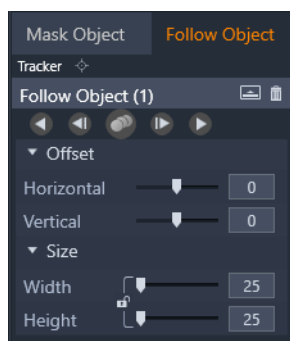 Mask Object Follow Object
Tracker
Follow Object (1)
Offset
Horizontal 0
Vertical 0
Size
Width 25
Height 25